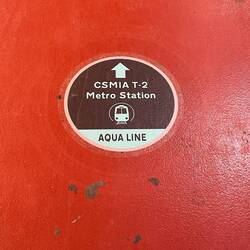 CSMIA T-2
Metro Station
AQUA LINE